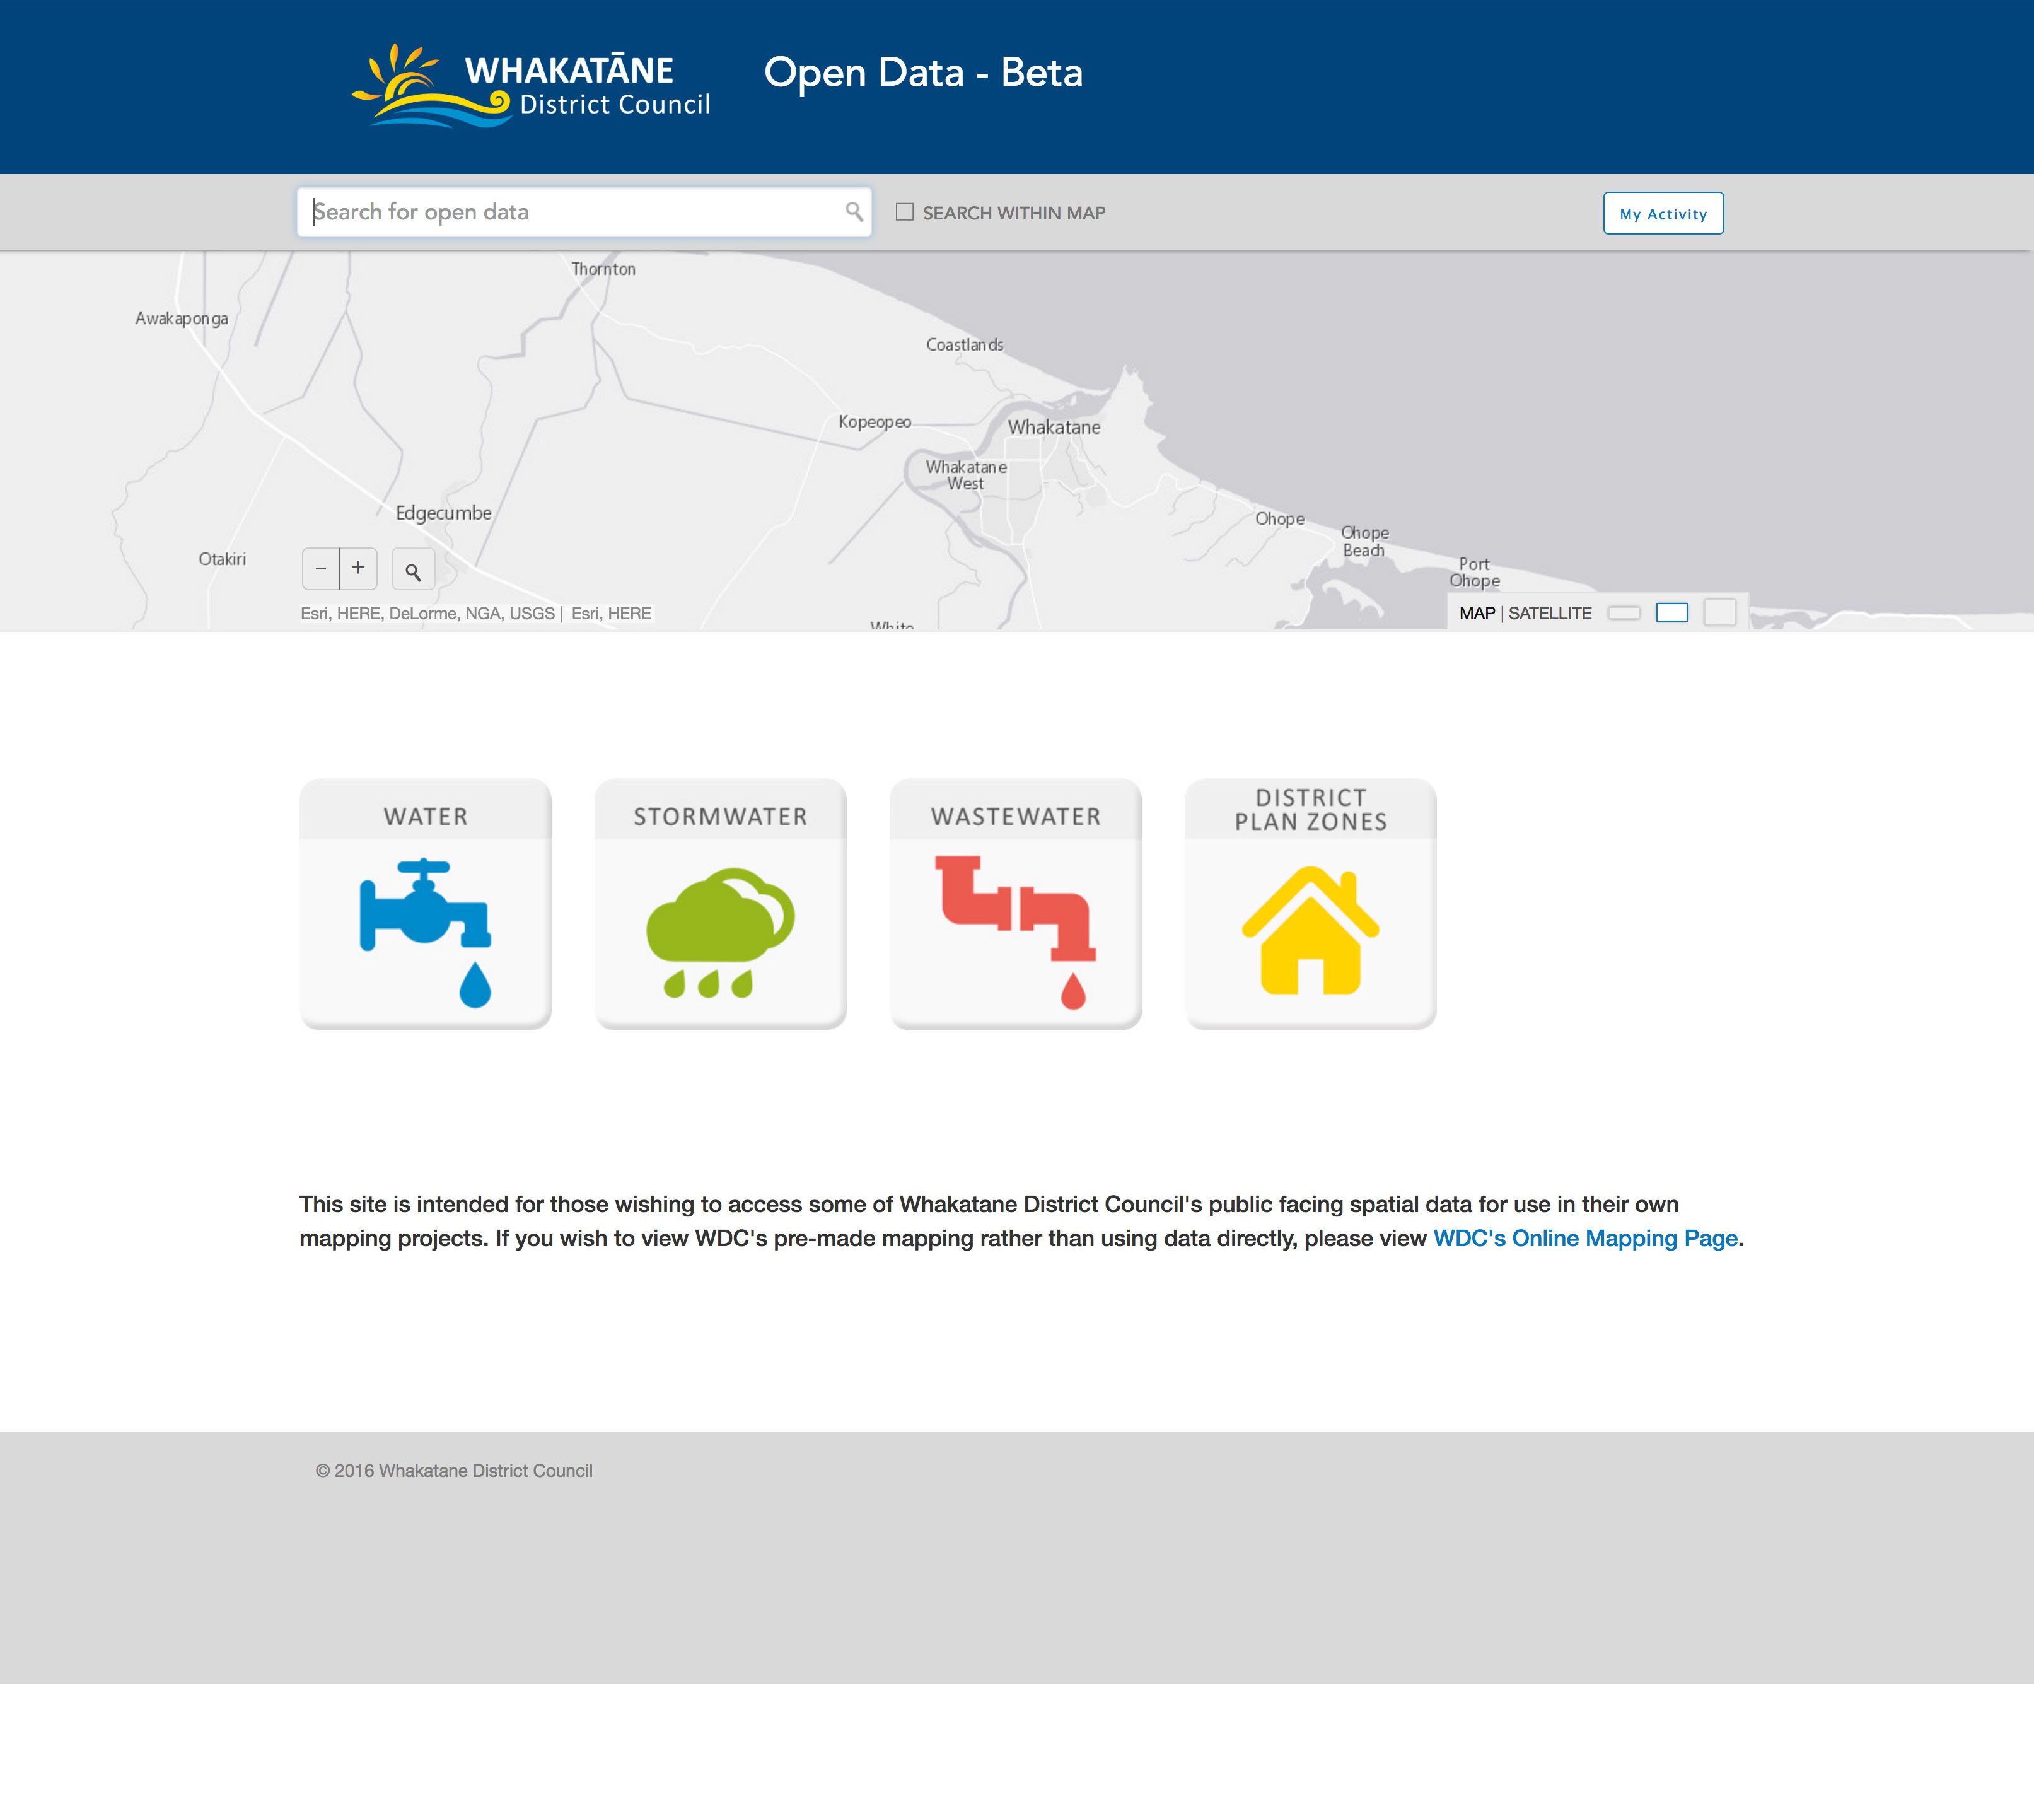 WHAKATĀNE
District Council
Open Data - Beta
Search for open data
SEARCH WITHIN MAP
My Activity
Thornton
Awakaponga
Coastlands
Kopeopeo
Whakatane
Whakatane
West
Edgecumbe
Ohope
Ohope
Beach
Otakiri
Port
Ohope
− +
Esri, HERE, DeLorme, NGA, USGS | Esri, HERE
White
MAP | SATELLITE
WATER
STORMWATER
WASTEWATER
DISTRICT
PLAN ZONES
This site is intended for those wishing to access some of Whakatane District Council's public facing spatial data for use in their own
mapping projects. If you wish to view WDC's pre-made mapping rather than using data directly, please view WDC's Online Mapping Page.
© 2016 Whakatane District Council